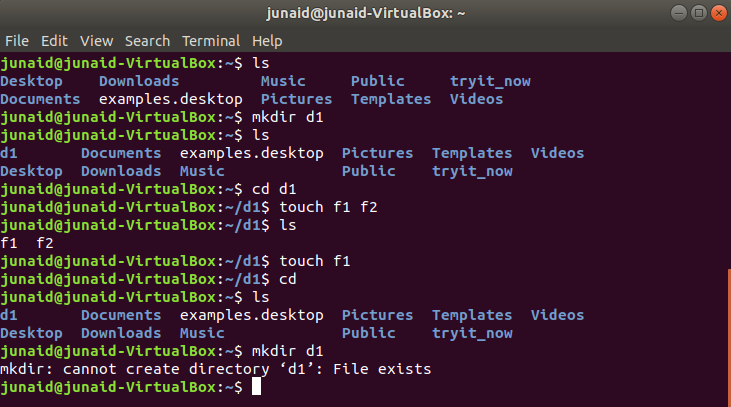 junaid@junaid-VirtualBox: ~
File Edit View Search Terminal Help
junaid@junaid-VirtualBox:~$ ls
Desktop    Downloads         Music     Public     tryit_now
Documents  examples.desktop  Pictures  Templates  Videos
junaid@junaid-VirtualBox:~$ mkdir d1
junaid@junaid-VirtualBox:~$ ls
d1       Documents  examples.desktop  Pictures  Templates  Videos
Desktop  Downloads  Music             Public    tryit_now
junaid@junaid-VirtualBox:~$ cd d1
junaid@junaid-VirtualBox:~/d1$ touch f1 f2
junaid@junaid-VirtualBox:~/d1$ ls
f1  f2
junaid@junaid-VirtualBox:~/d1$ touch f1
junaid@junaid-VirtualBox:~/d1$ cd
junaid@junaid-VirtualBox:~$ ls
d1       Documents  examples.desktop  Pictures  Templates  Videos
Desktop  Downloads  Music             Public    tryit_now
junaid@junaid-VirtualBox:~$ mkdir d1
mkdir: cannot create directory ‘d1’: File exists
junaid@junaid-VirtualBox:~$